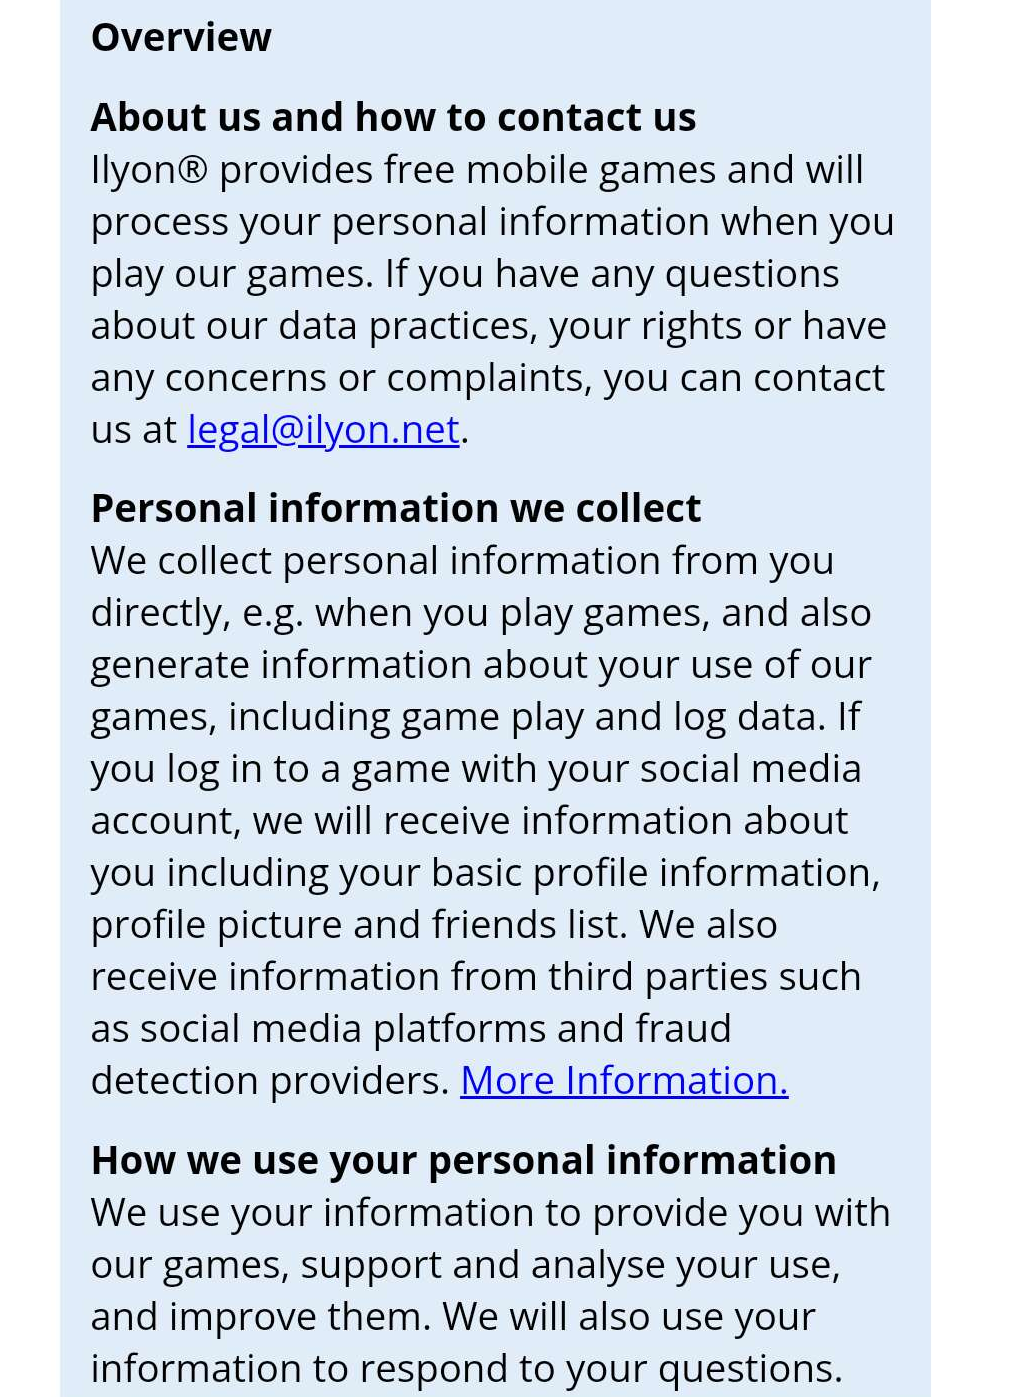 Overview
About us and how to contact us
Ilyon® provides free mobile games and will
process your personal information when you
play our games. If you have any questions
about our data practices, your rights or have
any concerns or complaints, you can contact
us at legal@ilyon.net.
Personal information we collect
We collect personal information from you
directly, e.g. when you play games, and also
generate information about your use of our
games, including game play and log data. If
you log in to a game with your social media
account, we will receive information about
you including your basic profile information,
profile picture and friends list. We also
receive information from third parties such
as social media platforms and fraud
detection providers. More Information.
How we use your personal information
We use your information to provide you with
our games, support and analyse your use,
and improve them. We will also use your
information to respond to your questions.